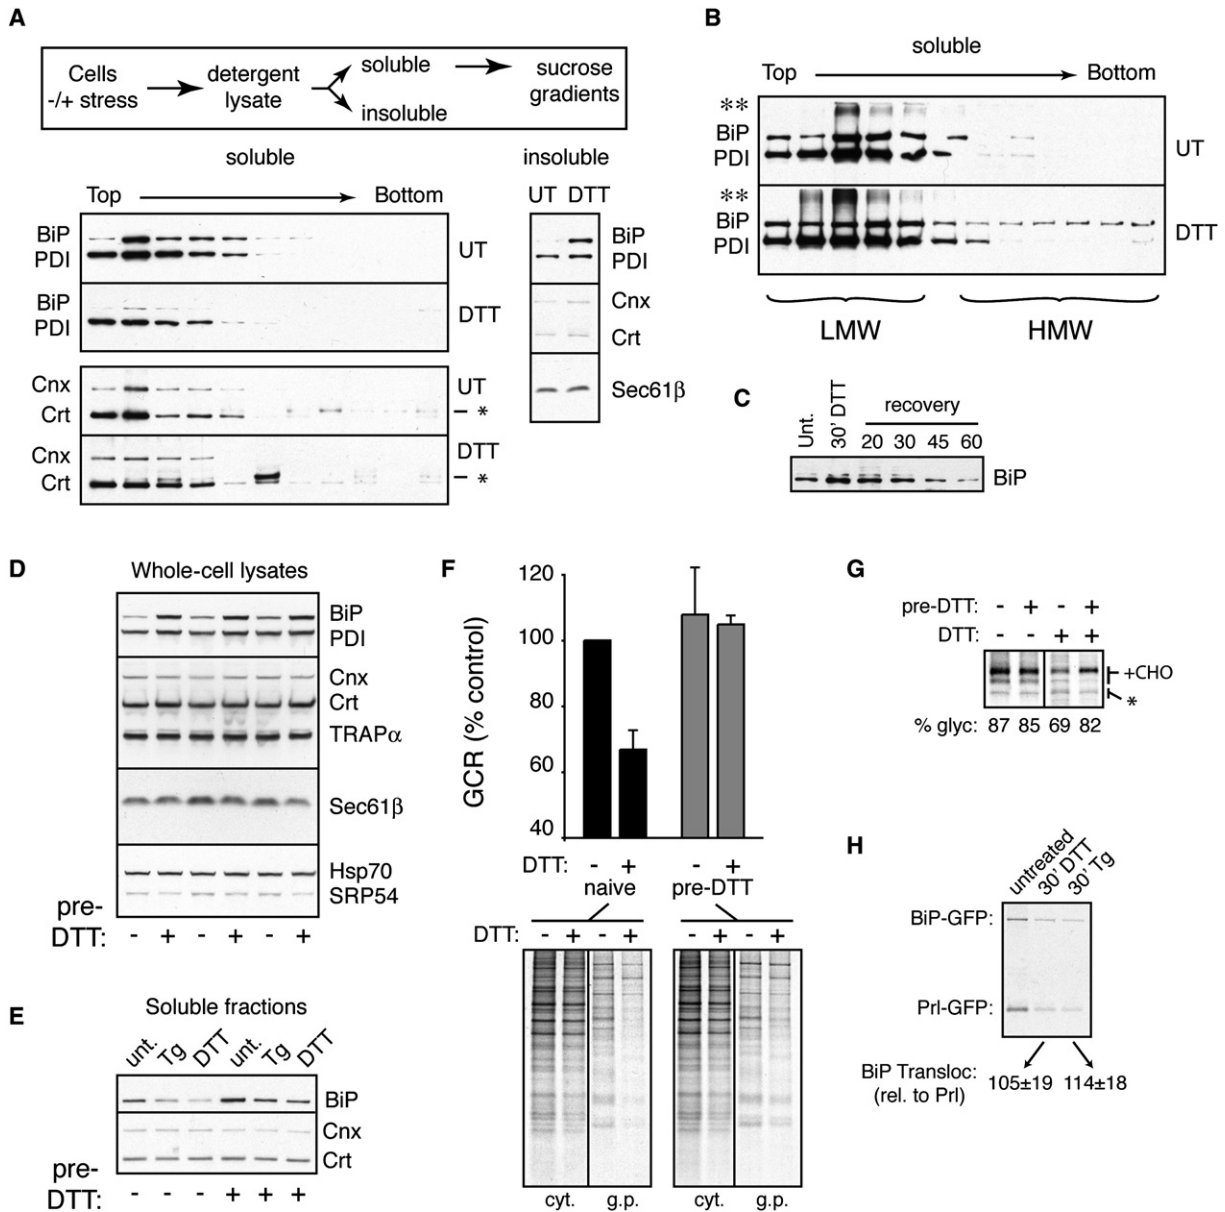 A
Cells
-/+ stress
detergent
lysate
soluble
insoluble
sucrose
gradients
soluble
Top
Bottom
BiP
PDI
UT
BiP
PDI
DTT
Cnx
Crt
UT
*
Cnx
Crt
DTT
*
insoluble
UT DTT
BiP
PDI
Cnx
Crt
Sec61β
B
soluble
Top
Bottom
**
BiP
PDI
UT
**
BiP
PDI
DTT
LMW
HMW
C
Unt.
30' DTT
recovery
20 30 45 60
BiP
D
Whole-cell lysates
BiP
PDI
Cnx
Crt
TRAPα
Sec61β
Hsp70
SRP54
pre-
DTT: - + - + - +
E
Soluble fractions
unt. Tg DTT unt. Tg DTT
BiP
Cnx
Crt
pre-
DTT: - - - + + +
F
GCR (% control)
120
100
80
60
40
DTT: - + - +
naive
pre-DTT
DTT: - + - + - + - +
cyt. g.p. cyt. g.p.
G
pre-DTT: - + - +
DTT: - - + +
+CHO
*
% glyc: 87 85 69 82
H
untreated
30' DTT
30' Tg
BiP-GFP:
Prl-GFP:
BiP Transloc:
(rel. to Prl)
105±19 114±18